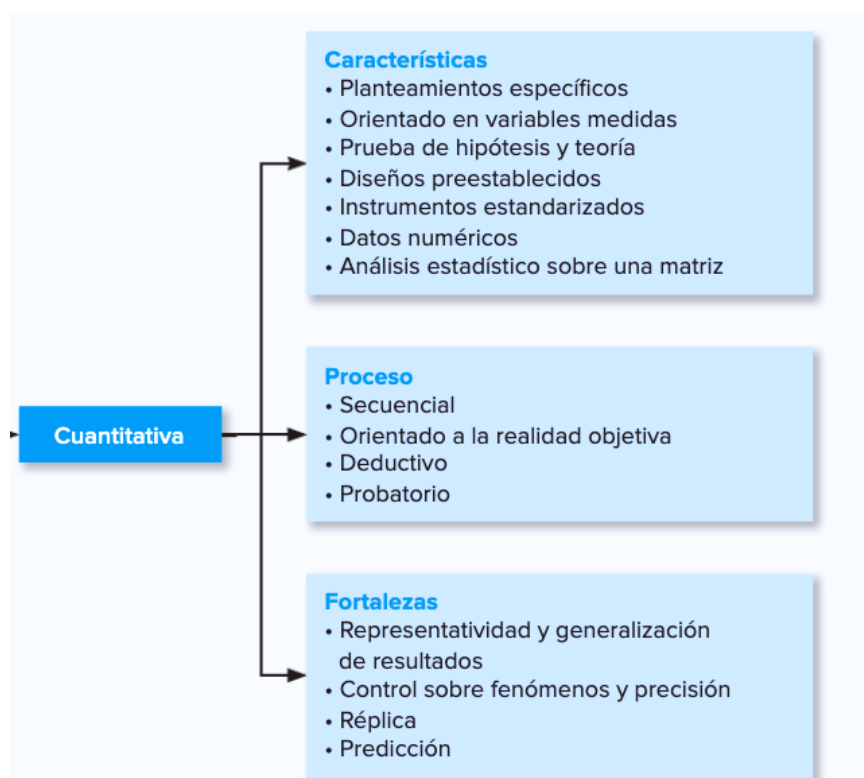 Características
• Planteamientos específicos
• Orientado en variables medidas
• Prueba de hipótesis y teoría
• Diseños preestablecidos
• Instrumentos estandarizados
• Datos numéricos
• Análisis estadístico sobre una matriz
Cuantitativa
Proceso
• Secuencial
• Orientado a la realidad objetiva
• Deductivo
• Probatorio
Fortalezas
• Representatividad y generalización
de resultados
• Control sobre fenómenos y precisión
• Réplica
• Predicción